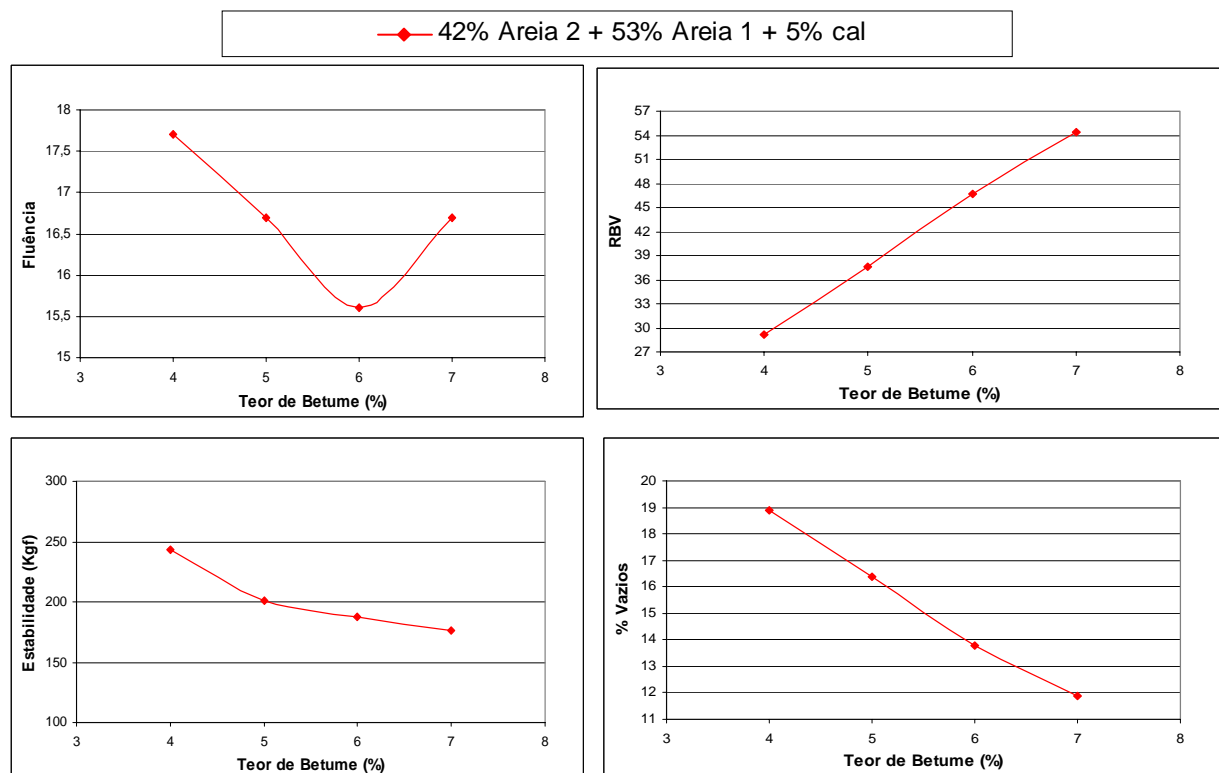 42% Areia 2 + 53% Areia 1 + 5% cal
Fluência
18
17,5
17
16,5
16
15,5
15
3 4 5 6 7 8
Teor de Betume (%)
RBV
57
54
51
48
45
42
39
36
33
30
27
3 4 5 6 7 8
Teor de Betume (%)
Estabilidade (Kgf)
300
250
200
150
100
3 4 5 6 7 8
Teor de Betume (%)
% Vazios
20
19
18
17
16
15
14
13
12
11
3 4 5 6 7 8
Teor de Betume (%)